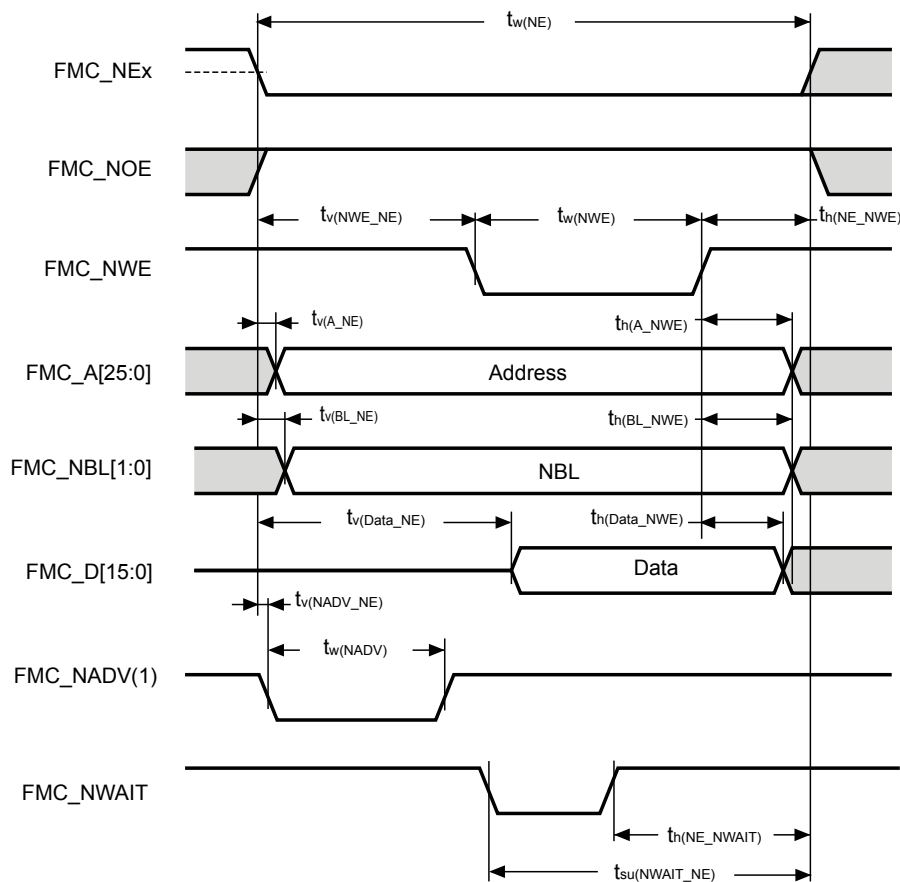 tw(NE)
FMC_NEx
FMC_NOE
tv(NWE_NE) tw(NWE) th(NE_NWE)
FMC_NWE
tv(A_NE) th(A_NWE)
FMC_A[25:0] Address
tv(BL_NE) th(BL_NWE)
FMC_NBL[1:0] NBL
tv(Data_NE) th(Data_NWE)
FMC_D[15:0] Data
tv(NADV_NE)
tw(NADV)
FMC_NADV(1)
FMC_NWAIT
th(NE_NWAIT)
tsu(NWAIT_NE)